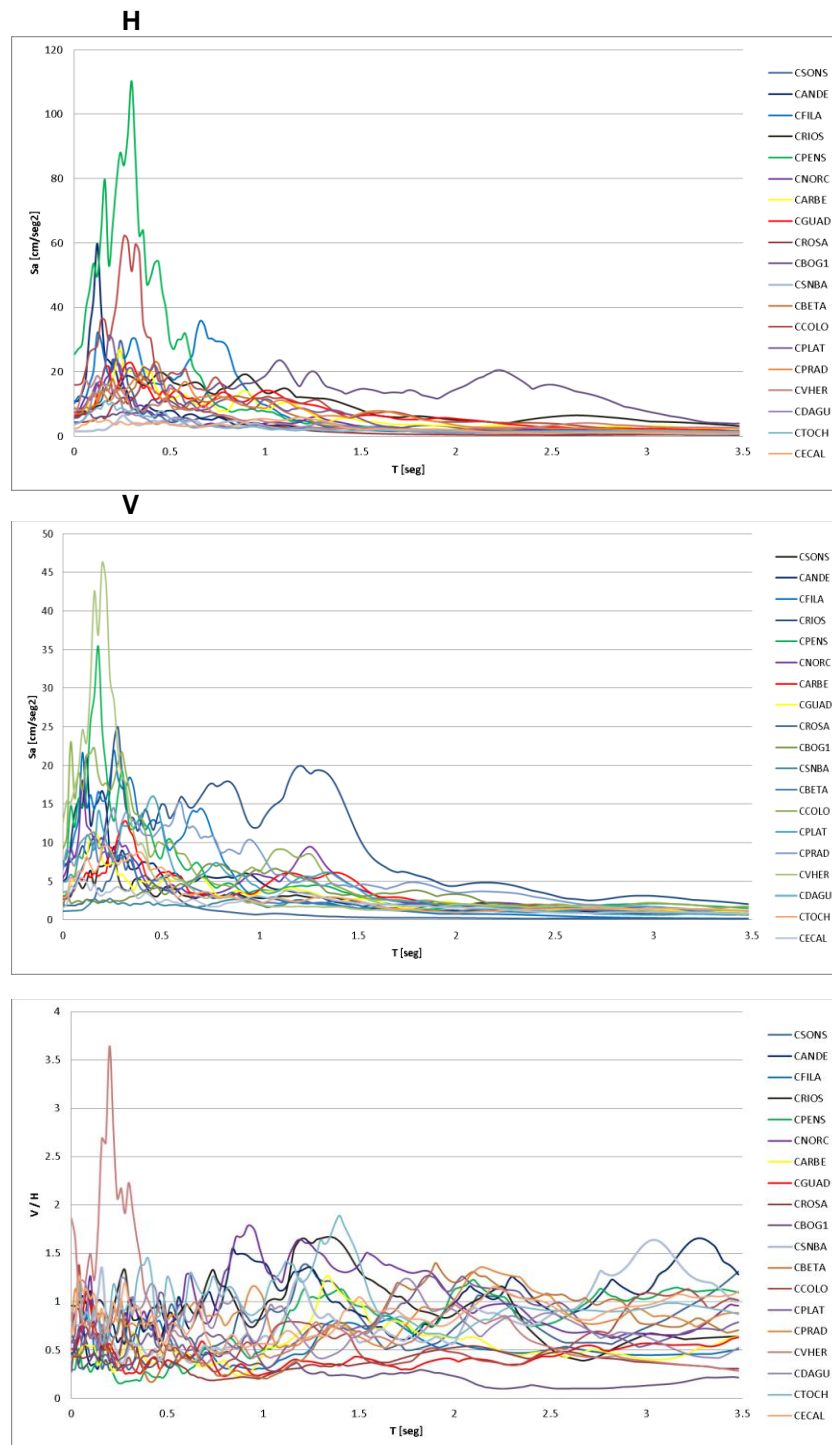 H
120
100
80
60
40
20
0
Sa [cm/seg2]
0 0.5 1 1.5 2 2.5 3 3.5
T [seg]
CSONS
CANDE
CFILA
CRIOS
CPENS
CNORC
CARBE
CGUAD
CROSA
CBOG1
CSNBA
CBETA
CCOLO
CPLAT
CPRAD
CVHER
CDAGU
CTOCH
CECAL
V
50
45
40
35
30
25
20
15
10
5
0
Sa [cm/seg2]
0 0.5 1 1.5 2 2.5 3 3.5
T [seg]
CSONS
CANDE
CFILA
CRIOS
CPENS
CNORC
CARBE
CGUAD
CROSA
CBOG1
CSNBA
CBETA
CCOLO
CPLAT
CPRAD
CVHER
CDAGU
CTOCH
CECAL
4
3.5
3
2.5
2
1.5
1
0.5
0
V / H
0 0.5 1 1.5 2 2.5 3 3.5
T [seg]
CSONS
CANDE
CFILA
CRIOS
CPENS
CNORC
CARBE
CGUAD
CROSA
CBOG1
CSNBA
CBETA
CCOLO
CPLAT
CPRAD
CVHER
CDAGU
CTOCH
CECAL